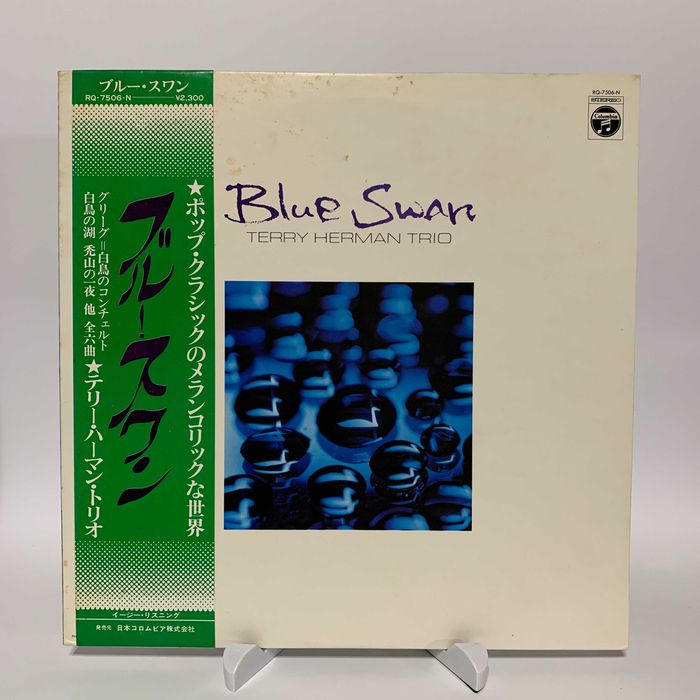 ブルー・スワン
RQ-7506-N ¥2,300
★ポップ・クラシックのメランコリックな世界
ブルー・スワン
グリーグ=白鳥のコンチェルト
白鳥の湖 禿山の一夜 他 全六曲
★テリー・ハーマン・トリオ
イージー・リスニング
発売元 日本コロムビア株式会社
RQ-7506-N
STEREO
Columbia
Blue Swan
TERRY HERMAN TRIO